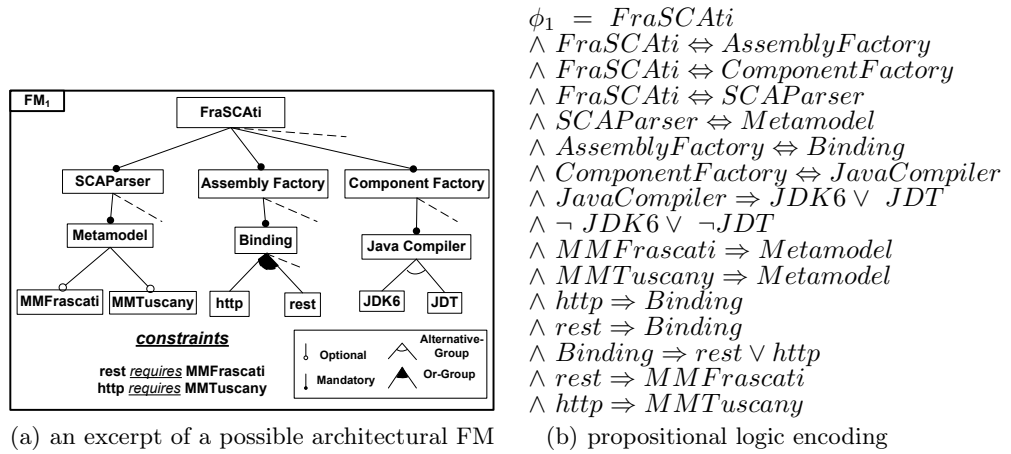 FM₁
FraSCAti
SCAParser
Assembly Factory
Component Factory
Metamodel
Binding
Java Compiler
MMFrascati
MMTuscany
http
rest
JDK6
JDT
constraints
rest requires MMFrascati
http requires MMTuscany
Optional
Mandatory
Alternative-
Group
Or-Group
(a) an excerpt of a possible architectural FM
ϕ₁ = FraSCAti
∧ FraSCAti ⇔ AssemblyFactory
∧ FraSCAti ⇔ ComponentFactory
∧ FraSCAti ⇔ SCAParser
∧ SCAParser ⇔ Metamodel
∧ AssemblyFactory ⇔ Binding
∧ ComponentFactory ⇔ JavaCompiler
∧ JavaCompiler ⇒ JDK6 ∨ JDT
∧ ¬ JDK6 ∨ ¬JDT
∧ MMFrascati ⇒ Metamodel
∧ MMTuscany ⇒ Metamodel
∧ http ⇒ Binding
∧ rest ⇒ Binding
∧ Binding ⇒ rest ∨ http
∧ rest ⇒ MMFrascati
∧ http ⇒ MMTuscany
(b) propositional logic encoding